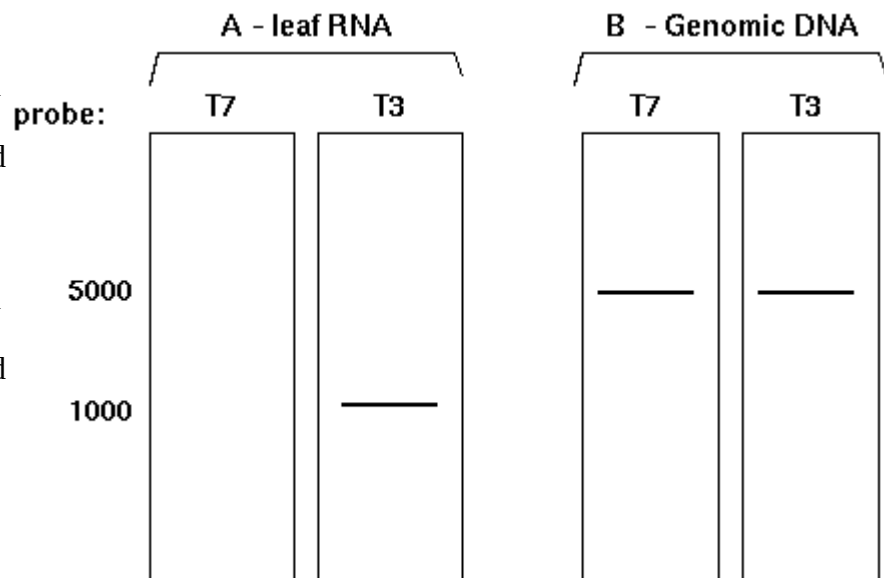 A - leaf RNA B - Genomic DNA
probe: T7 T3 T7 T3
d
5000
d
1000